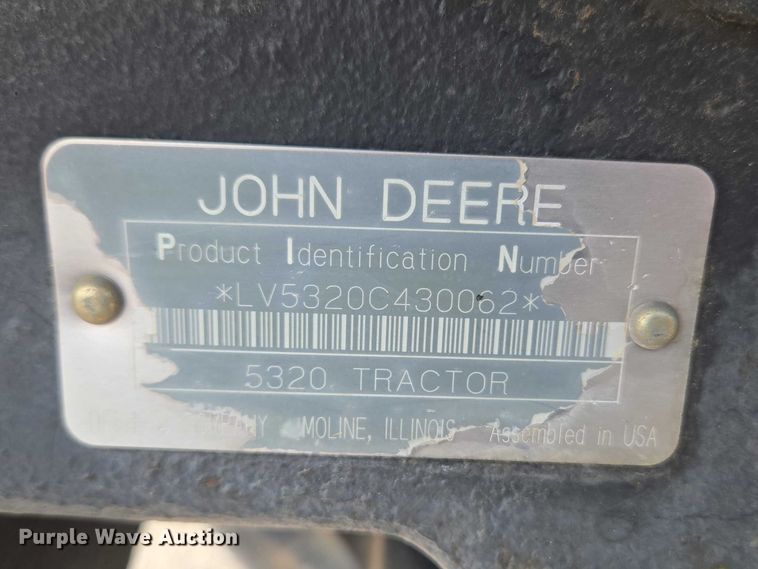 JOHN DEERE
Product Identification Number
*LV5320C430062*
5320 TRACTOR
MOLINE, ILLINOIS Assembled in USA
Purple Wave Auction